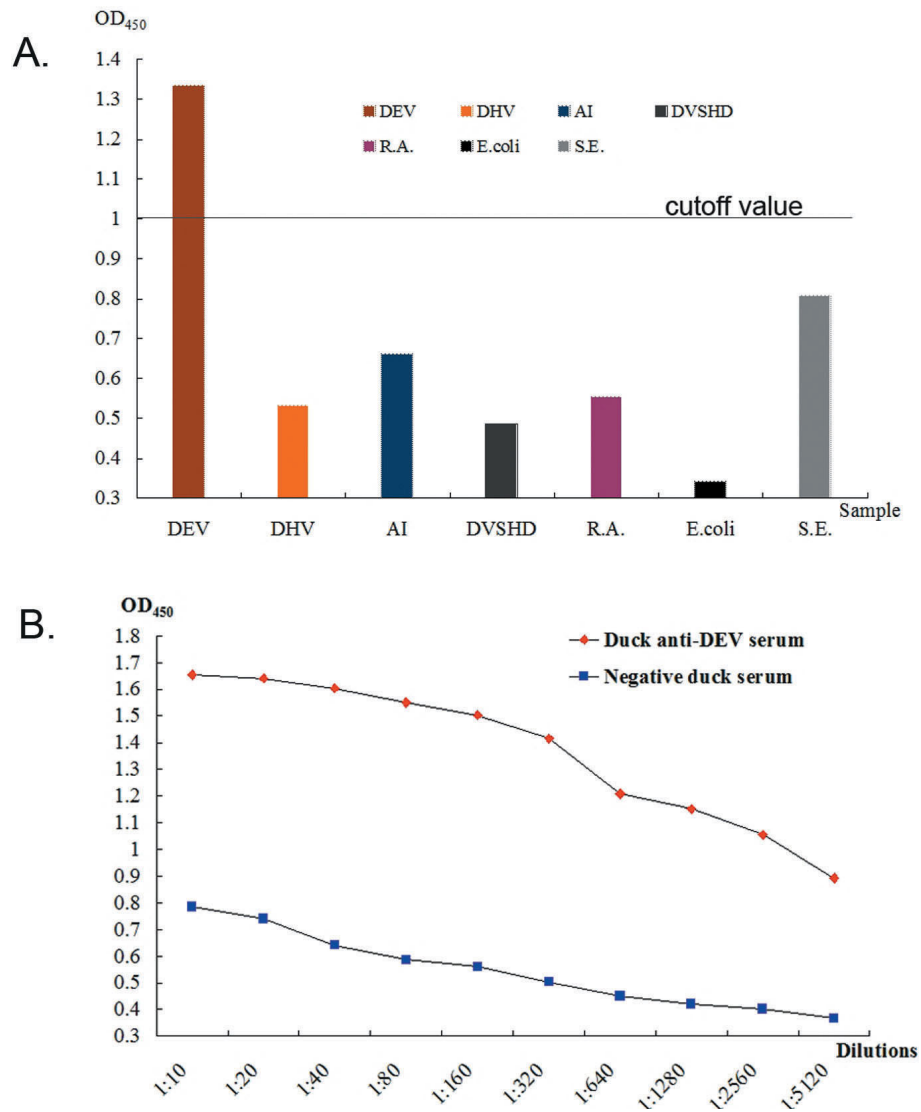 A.
OD450
1.4
1.3
1.2
1.1
1
0.9
0.8
0.7
0.6
0.5
0.4
0.3
DEV DHV AI DVSHD
R.A. E.coli S.E.
cutoff value
DEV DHV AI DVSHD R.A. E.coli S.E.
Sample
B.
OD450
1.8
1.7
1.6
1.5
1.4
1.3
1.2
1.1
1
0.9
0.8
0.7
0.6
0.5
0.4
0.3
Duck anti-DEV serum
Negative duck serum
Dilutions
1:10 1:20 1:40 1:80 1:160 1:320 1:640 1:1280 1:2560 1:5120